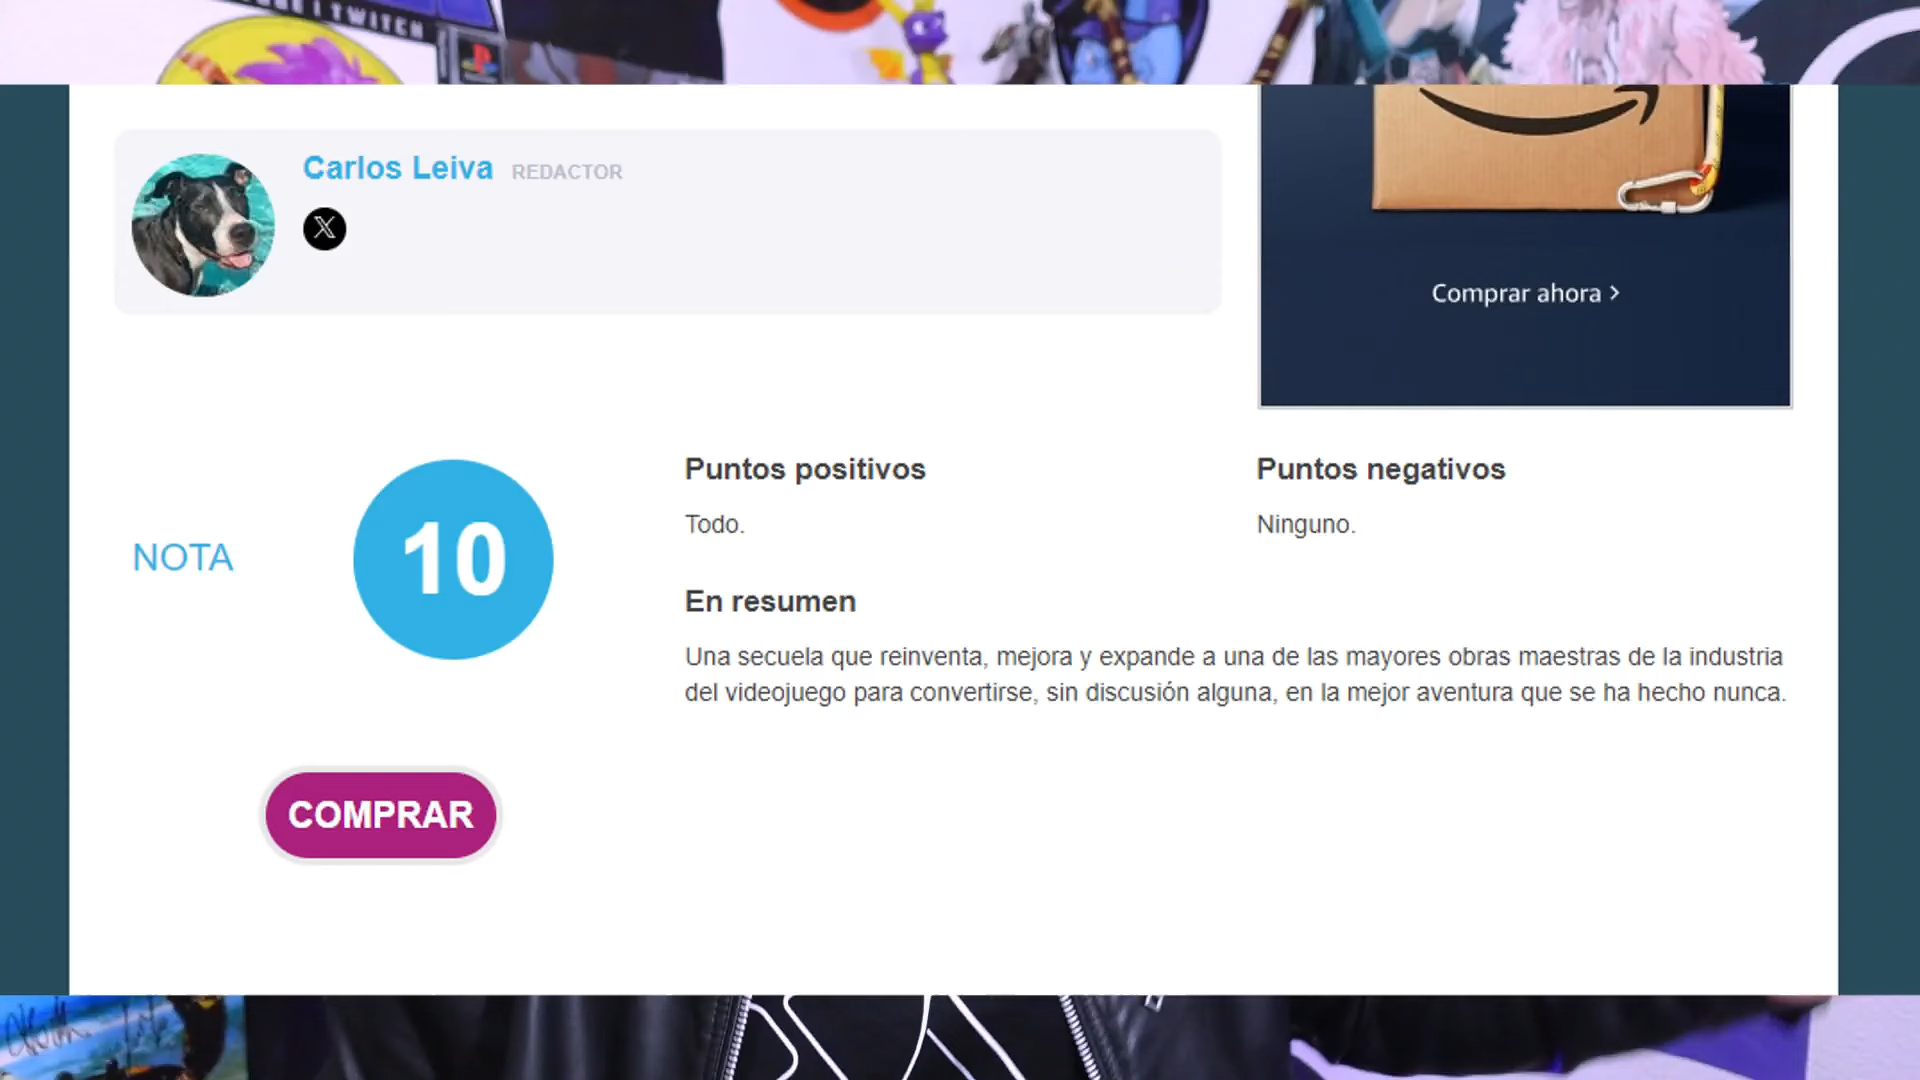 TWITCH
Carlos Leiva REDACTOR
Comprar ahora >
NOTA
10
Puntos positivos
Todo.
Puntos negativos
Ninguno.
En resumen
Una secuela que reinventa, mejora y expande a una de las mayores obras maestras de la industria
del videojuego para convertirse, sin discusión alguna, en la mejor aventura que se ha hecho nunca.
COMPRAR